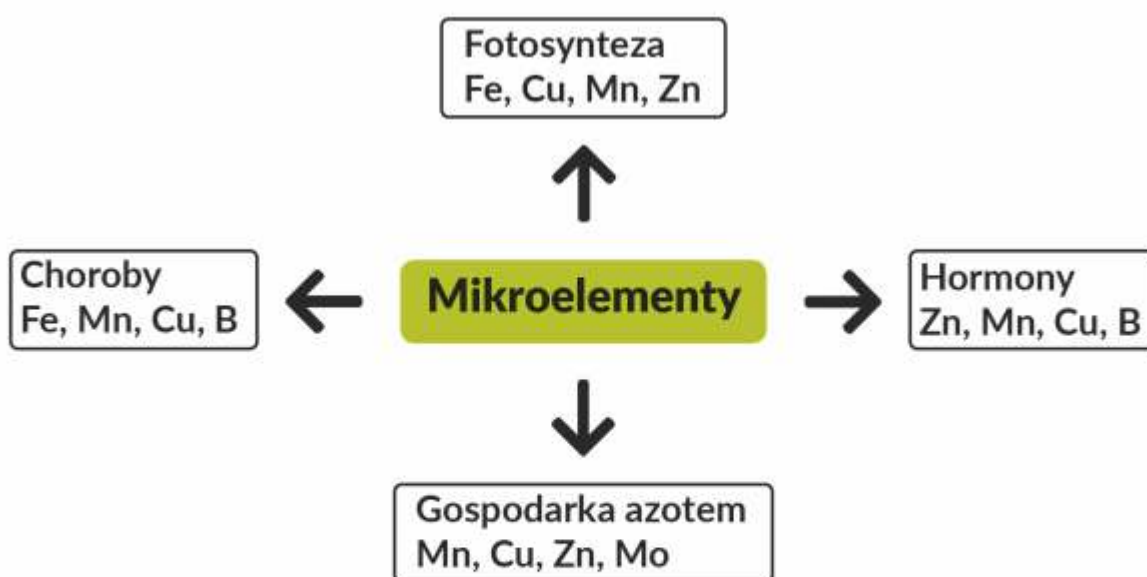 Fotosynteza
Fe, Cu, Mn, Zn
Choroby
Fe, Mn, Cu, B
Mikroelementy
Hormony
Zn, Mn, Cu, B
Gospodarka azotem
Mn, Cu, Zn, Mo